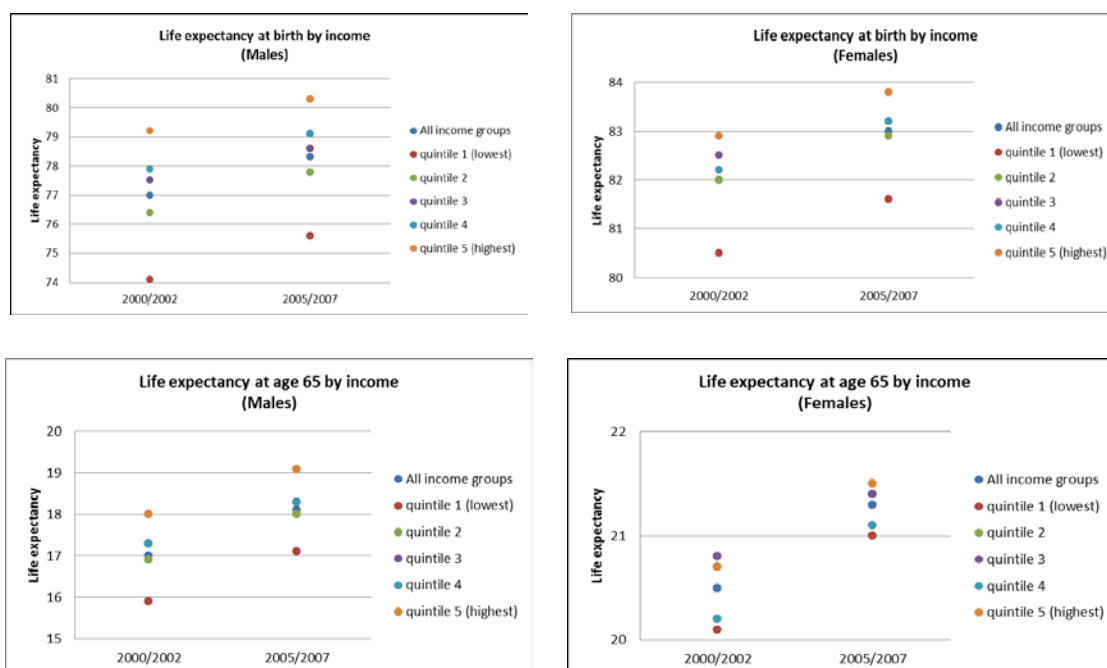 Life expectancy at birth by income
(Males)
81
80
79
78
77
76
75
74
Life expectancy
2000/2002
2005/2007
All income groups
quintile 1 (lowest)
quintile 2
quintile 3
quintile 4
quintile 5 (highest)
Life expectancy at birth by income
(Females)
84
83
82
81
80
Life expectancy
2000/2002
2005/2007
All income groups
quintile 1 (lowest)
quintile 2
quintile 3
quintile 4
quintile 5 (highest)
Life expectancy at age 65 by income
(Males)
20
19
18
17
16
15
Life expectancy
2000/2002
2005/2007
All income groups
quintile 1 (lowest)
quintile 2
quintile 3
quintile 4
quintile 5 (highest)
Life expectancy at age 65 by income
(Females)
22
21
20
Life expectancy
2000/2002
2005/2007
All income groups
quintile 1 (lowest)
quintile 2
quintile 3
quintile 4
quintile 5 (highest)